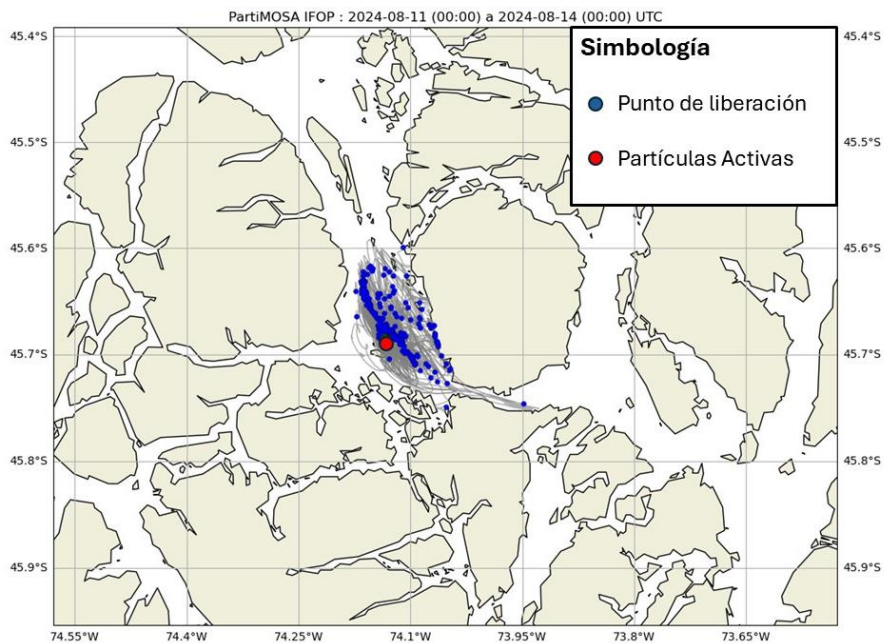 PartiMOSA IFOP : 2024-08-11 (00:00) a 2024-08-14 (00:00) UTC
Simbología
Punto de liberación
Partículas Activas
45.4°S 45.4°S
45.5°S 45.5°S
45.6°S 45.6°S
45.7°S 45.7°S
45.8°S 45.8°S
45.9°S 45.9°S
74.55°W 74.4°W 74.25°W 74.1°W 73.95°W 73.8°W 73.65°W